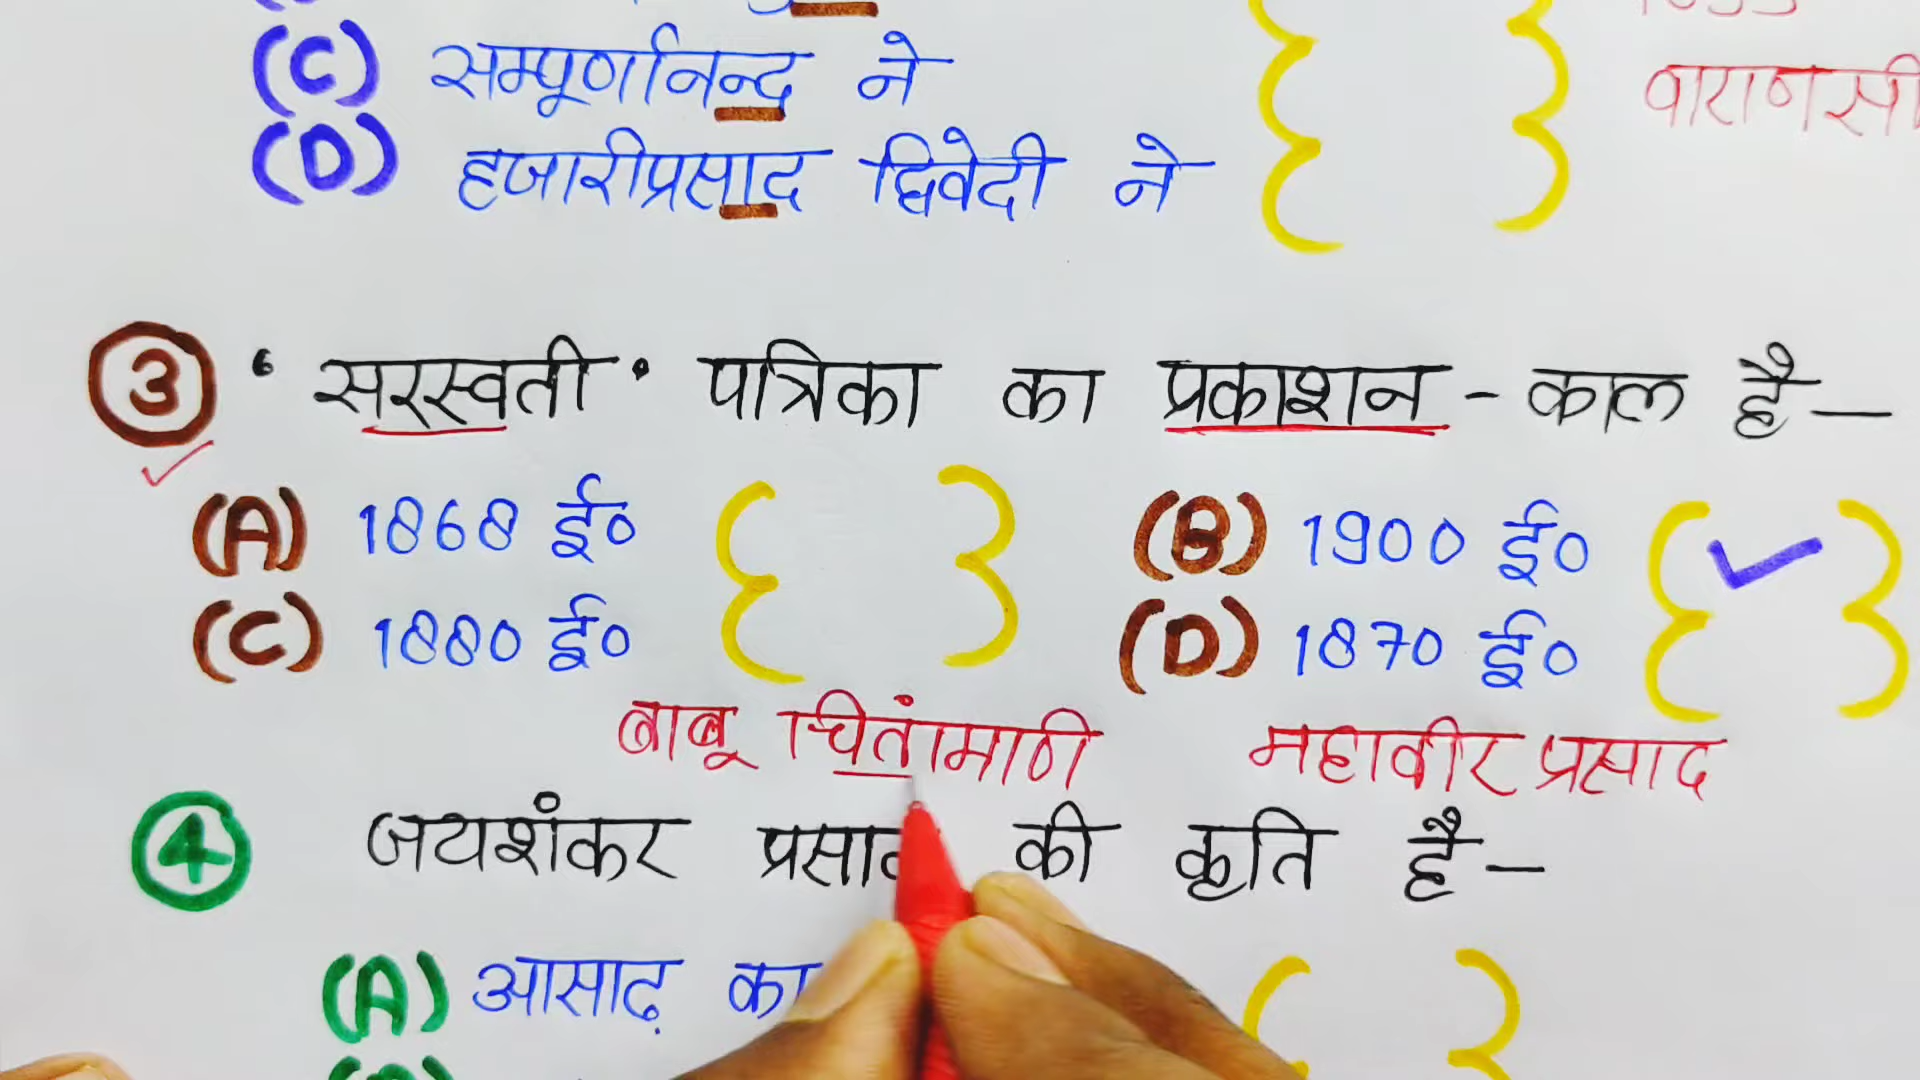 (C) सम्पूर्णानन्द ने
वाराणसी
(D) हजारीप्रसाद द्विवेदी ने
3 ' सरस्वती ' पत्रिका का प्रकाशन - काल है —
(A) 1868 ई० (B) 1900 ई०
(C) 1880 ई० (D) 1870 ई०
बाबू चिंतामणि महावीर प्रसाद
4 जयशंकर की कृति है —
(A) आसाढ़ का